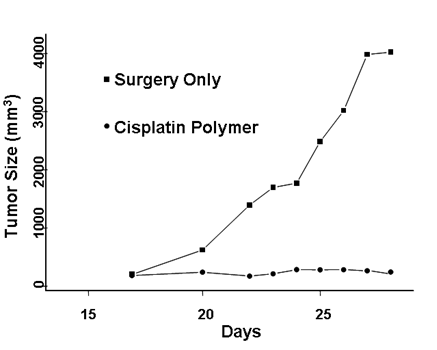 4000
3000
2000
1000
0
Tumor Size (mm³)
Surgery Only
Cisplatin Polymer
15 20 25
Days